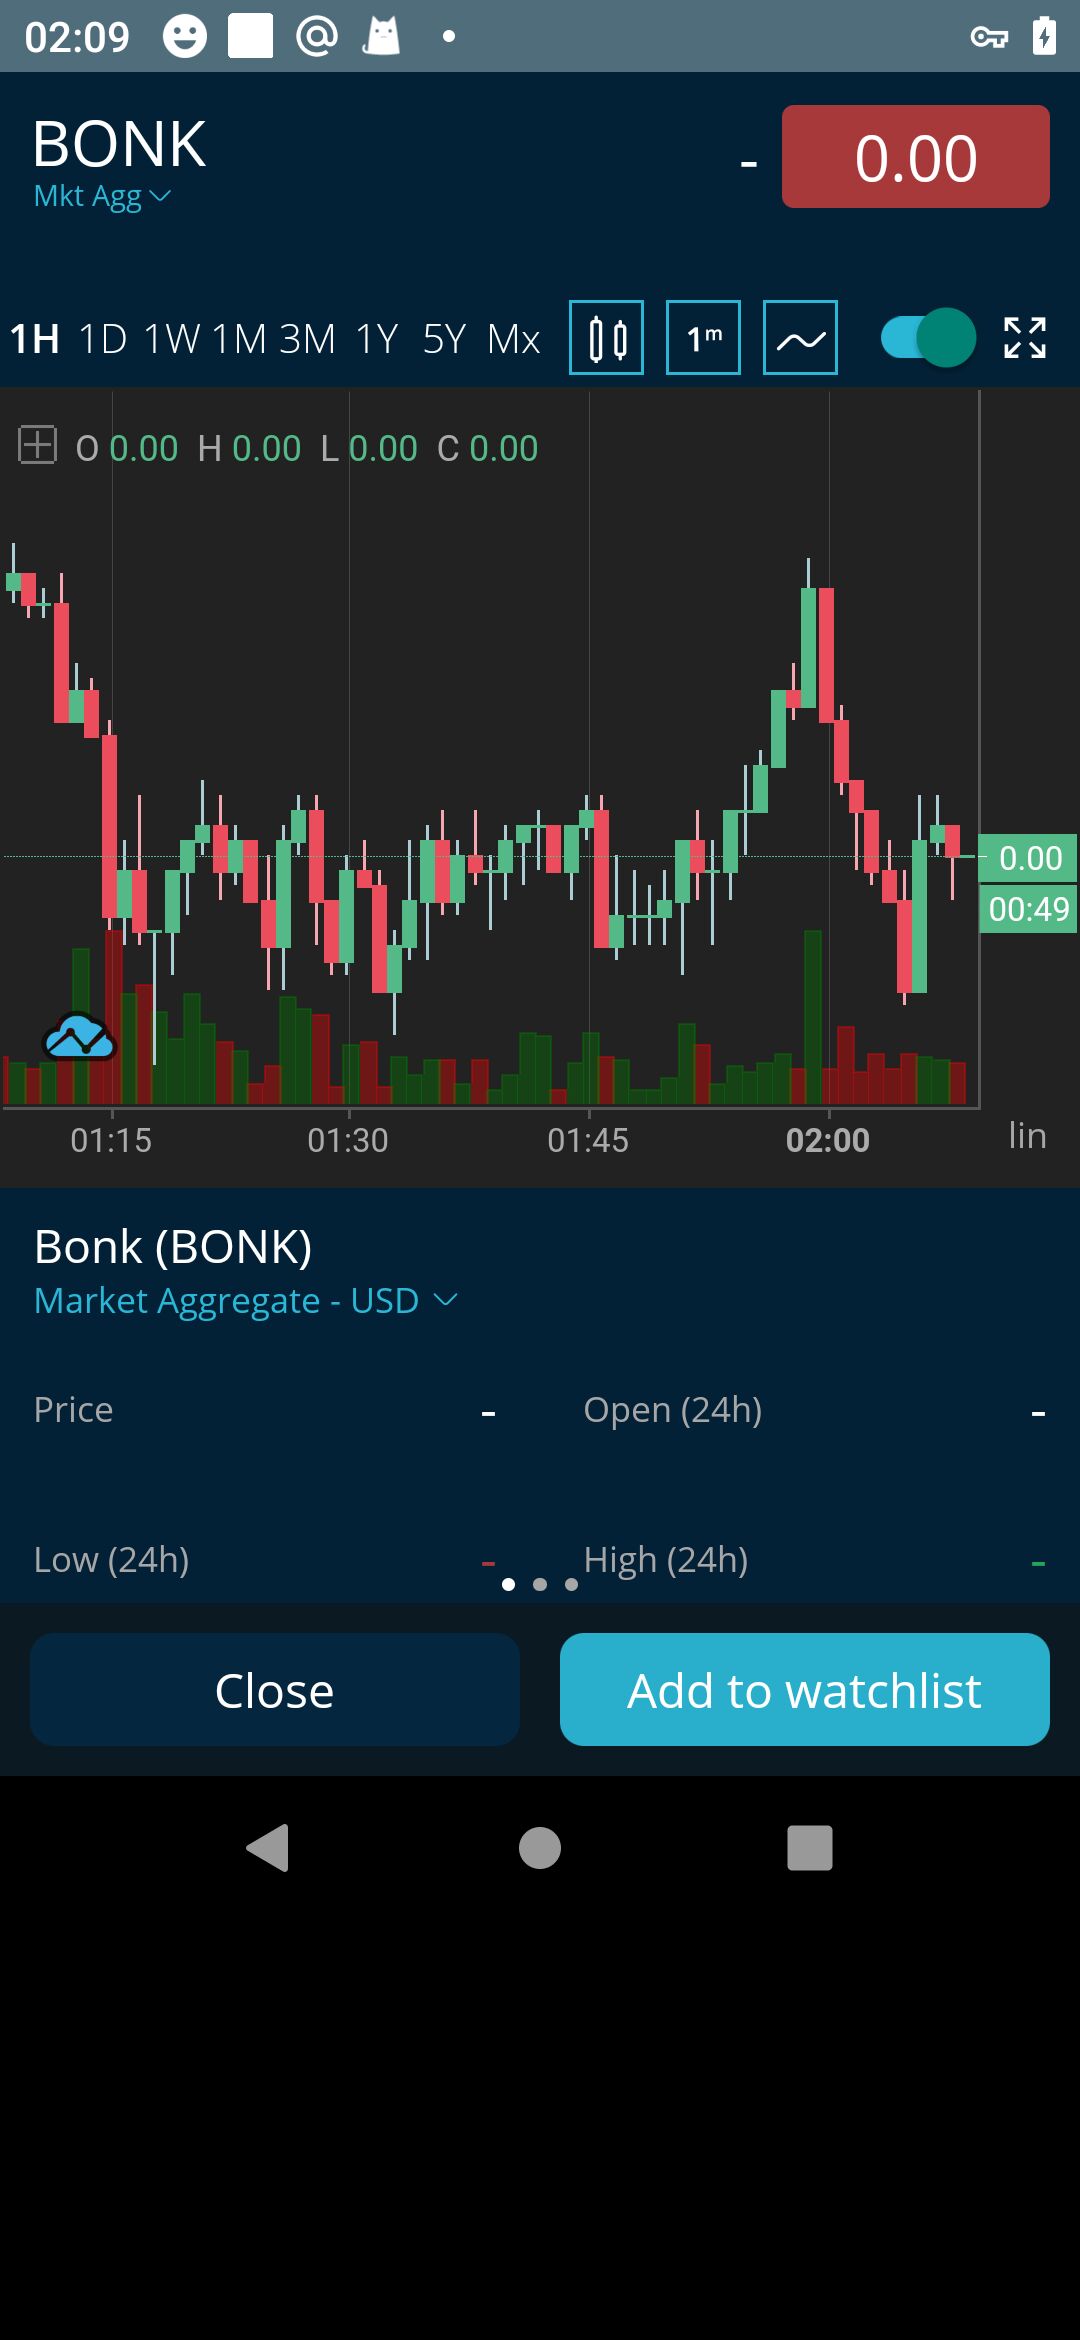 02:09
BONK
Mkt Agg
- 0.00
1H 1D 1W 1M 3M 1Y 5Y Mx 1m
O 0.00 H 0.00 L 0.00 C 0.00
0.00
00:49
01:15 01:30 01:45 02:00 lin
Bonk (BONK)
Market Aggregate - USD
Price - Open (24h) -
Low (24h) - High (24h) -
Close Add to watchlist